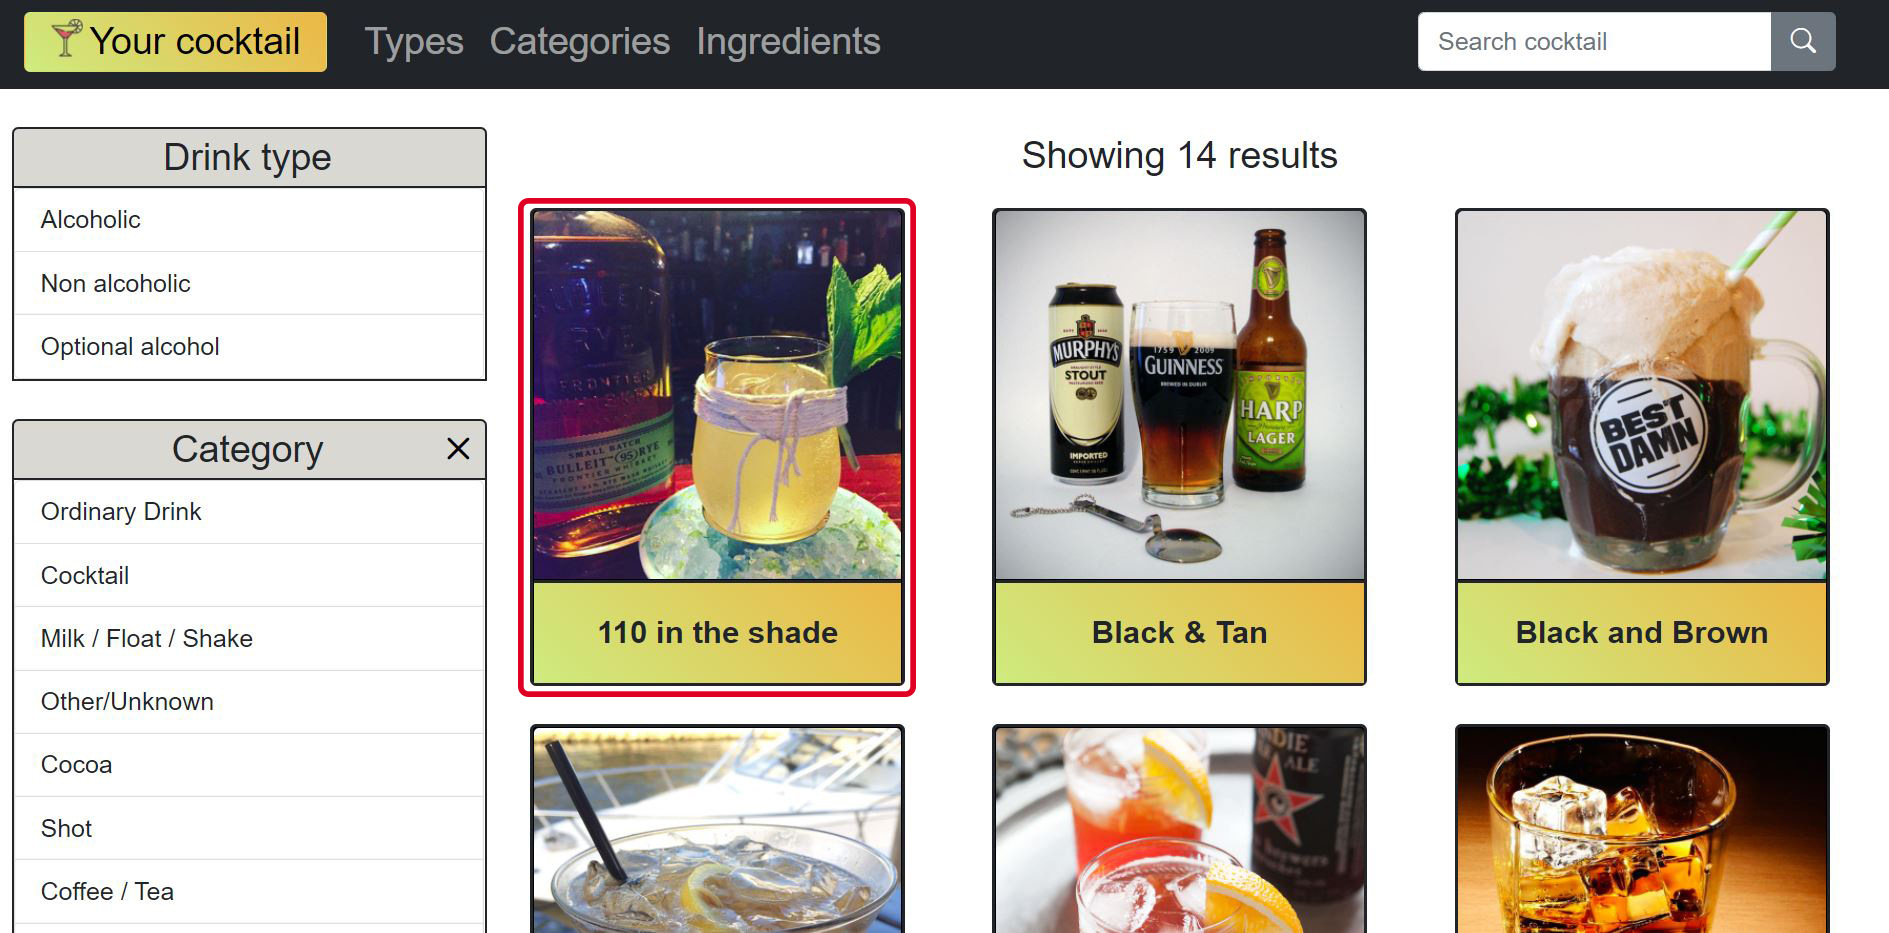 Your cocktail
Types Categories Ingredients
Search cocktail
Drink type
Alcoholic
Non alcoholic
Optional alcohol
Category
Ordinary Drink
Cocktail
Milk / Float / Shake
Other/Unknown
Cocoa
Shot
Coffee / Tea
Showing 14 results
BULLEIT
RYE
FRONTIER
WHISKEY
SMALL BATCH
BULLEIT 95 RYE
FRONTIER WHISKEY
110 in the shade
MURPHY'S
STOUT
IMPORTED
1759 2009
GUINNESS
BREWED IN DUBLIN
HARP
LAGER
Black & Tan
BEST
DAMN
Black and Brown
ALE